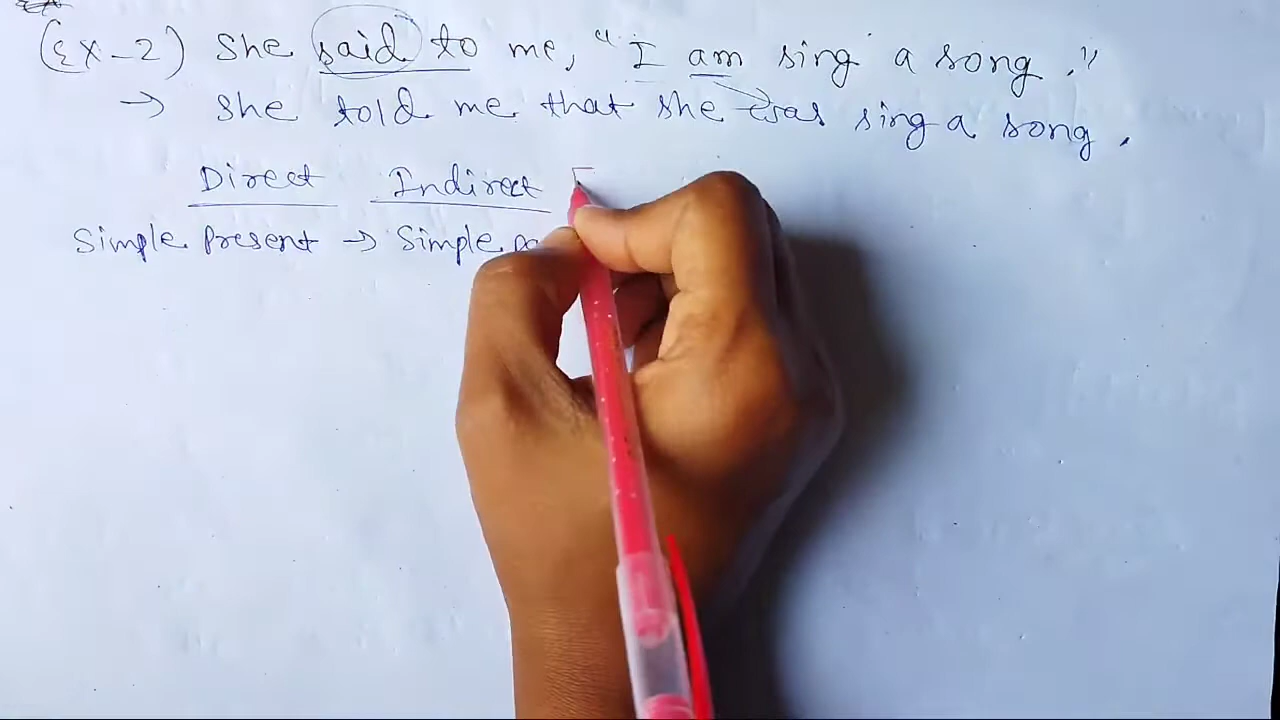 (Ex-2) She said to me, "I am sing a song."
→ She told me that she was sing a song.
Direct Indirect
Simple Present → Simple